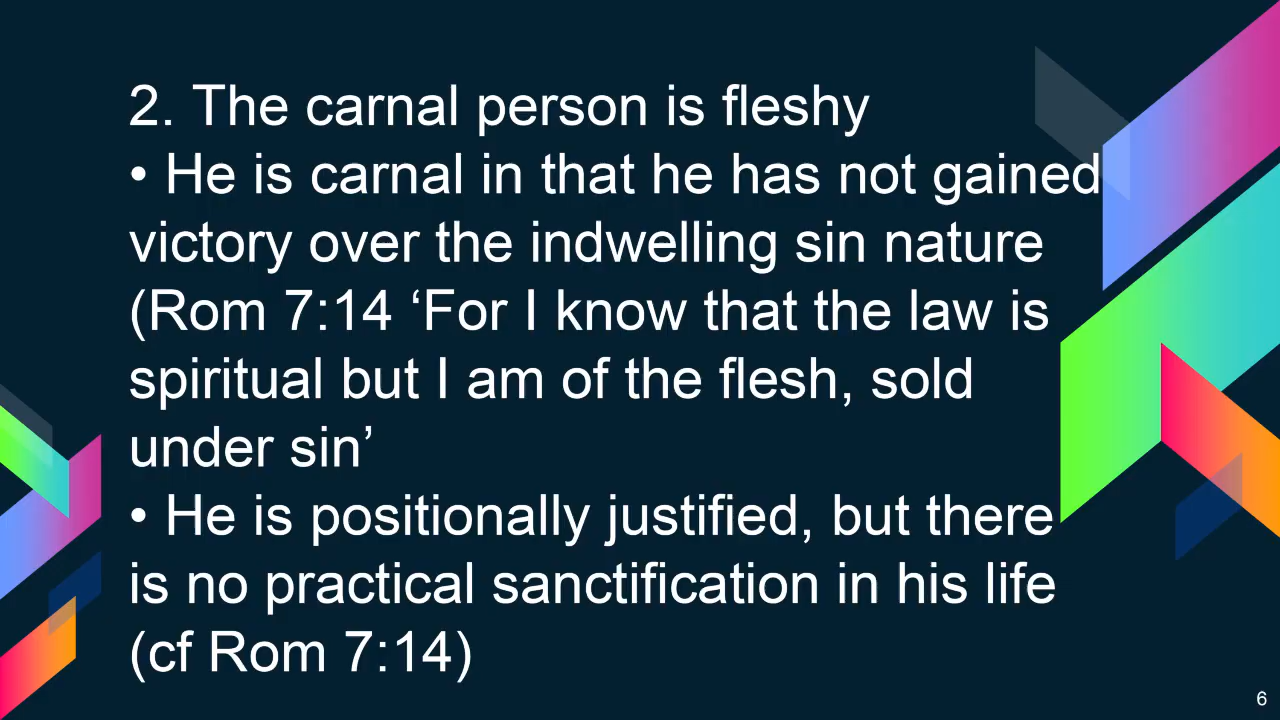 2. The carnal person is fleshy
• He is carnal in that he has not gained
victory over the indwelling sin nature
(Rom 7:14 ‘For I know that the law is
spiritual but I am of the flesh, sold
under sin’
• He is positionally justified, but there
is no practical sanctification in his life
(cf Rom 7:14)
6